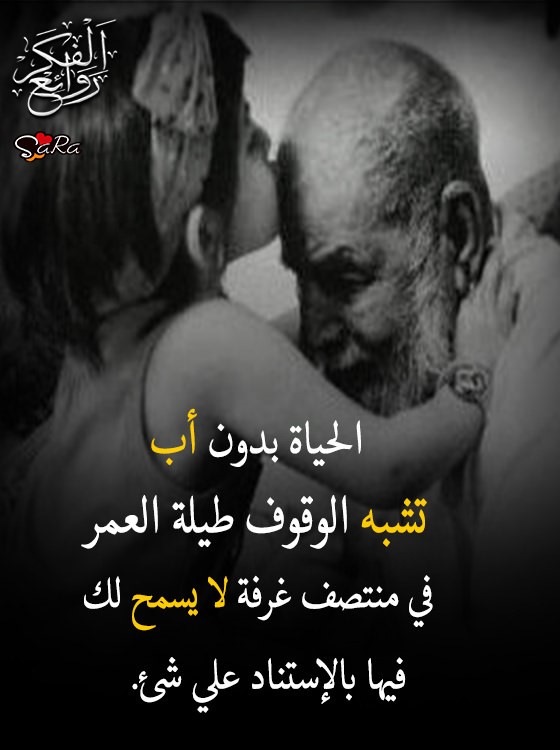 روائع الفكر
SaRa
الحياة بدون أب
تشبه الوقوف طيلة العمر
في منتصف غرفة لا يسمح لك
فيها بالإستناد علي شئ.